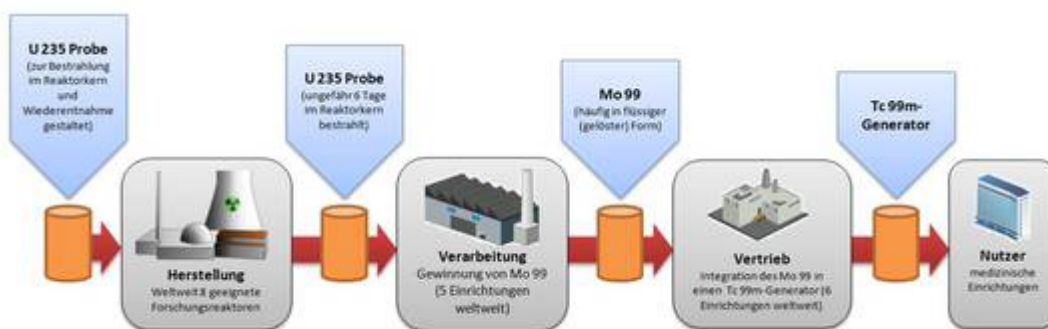 U 235 Probe
(zur Bestrahlung
im Reaktorkern
und
Wiederentnahme
gestaltet)
Herstellung
Weltweit 8 geeignete
Forschungsreaktoren
U 235 Probe
(ungefähr 6 Tage
im Reaktorkern
bestrahlt)
Verarbeitung
Gewinnung von Mo 99
(5 Einrichtungen
weltweit)
Mo 99
(häufig in flüssiger
(gelöster) Form)
Vertrieb
Integration des Mo 99 in
einen Tc 99m-Generator (6
Einrichtungen weltweit)
Tc 99m-
Generator
Nutzer
medizinische
Einrichtungen